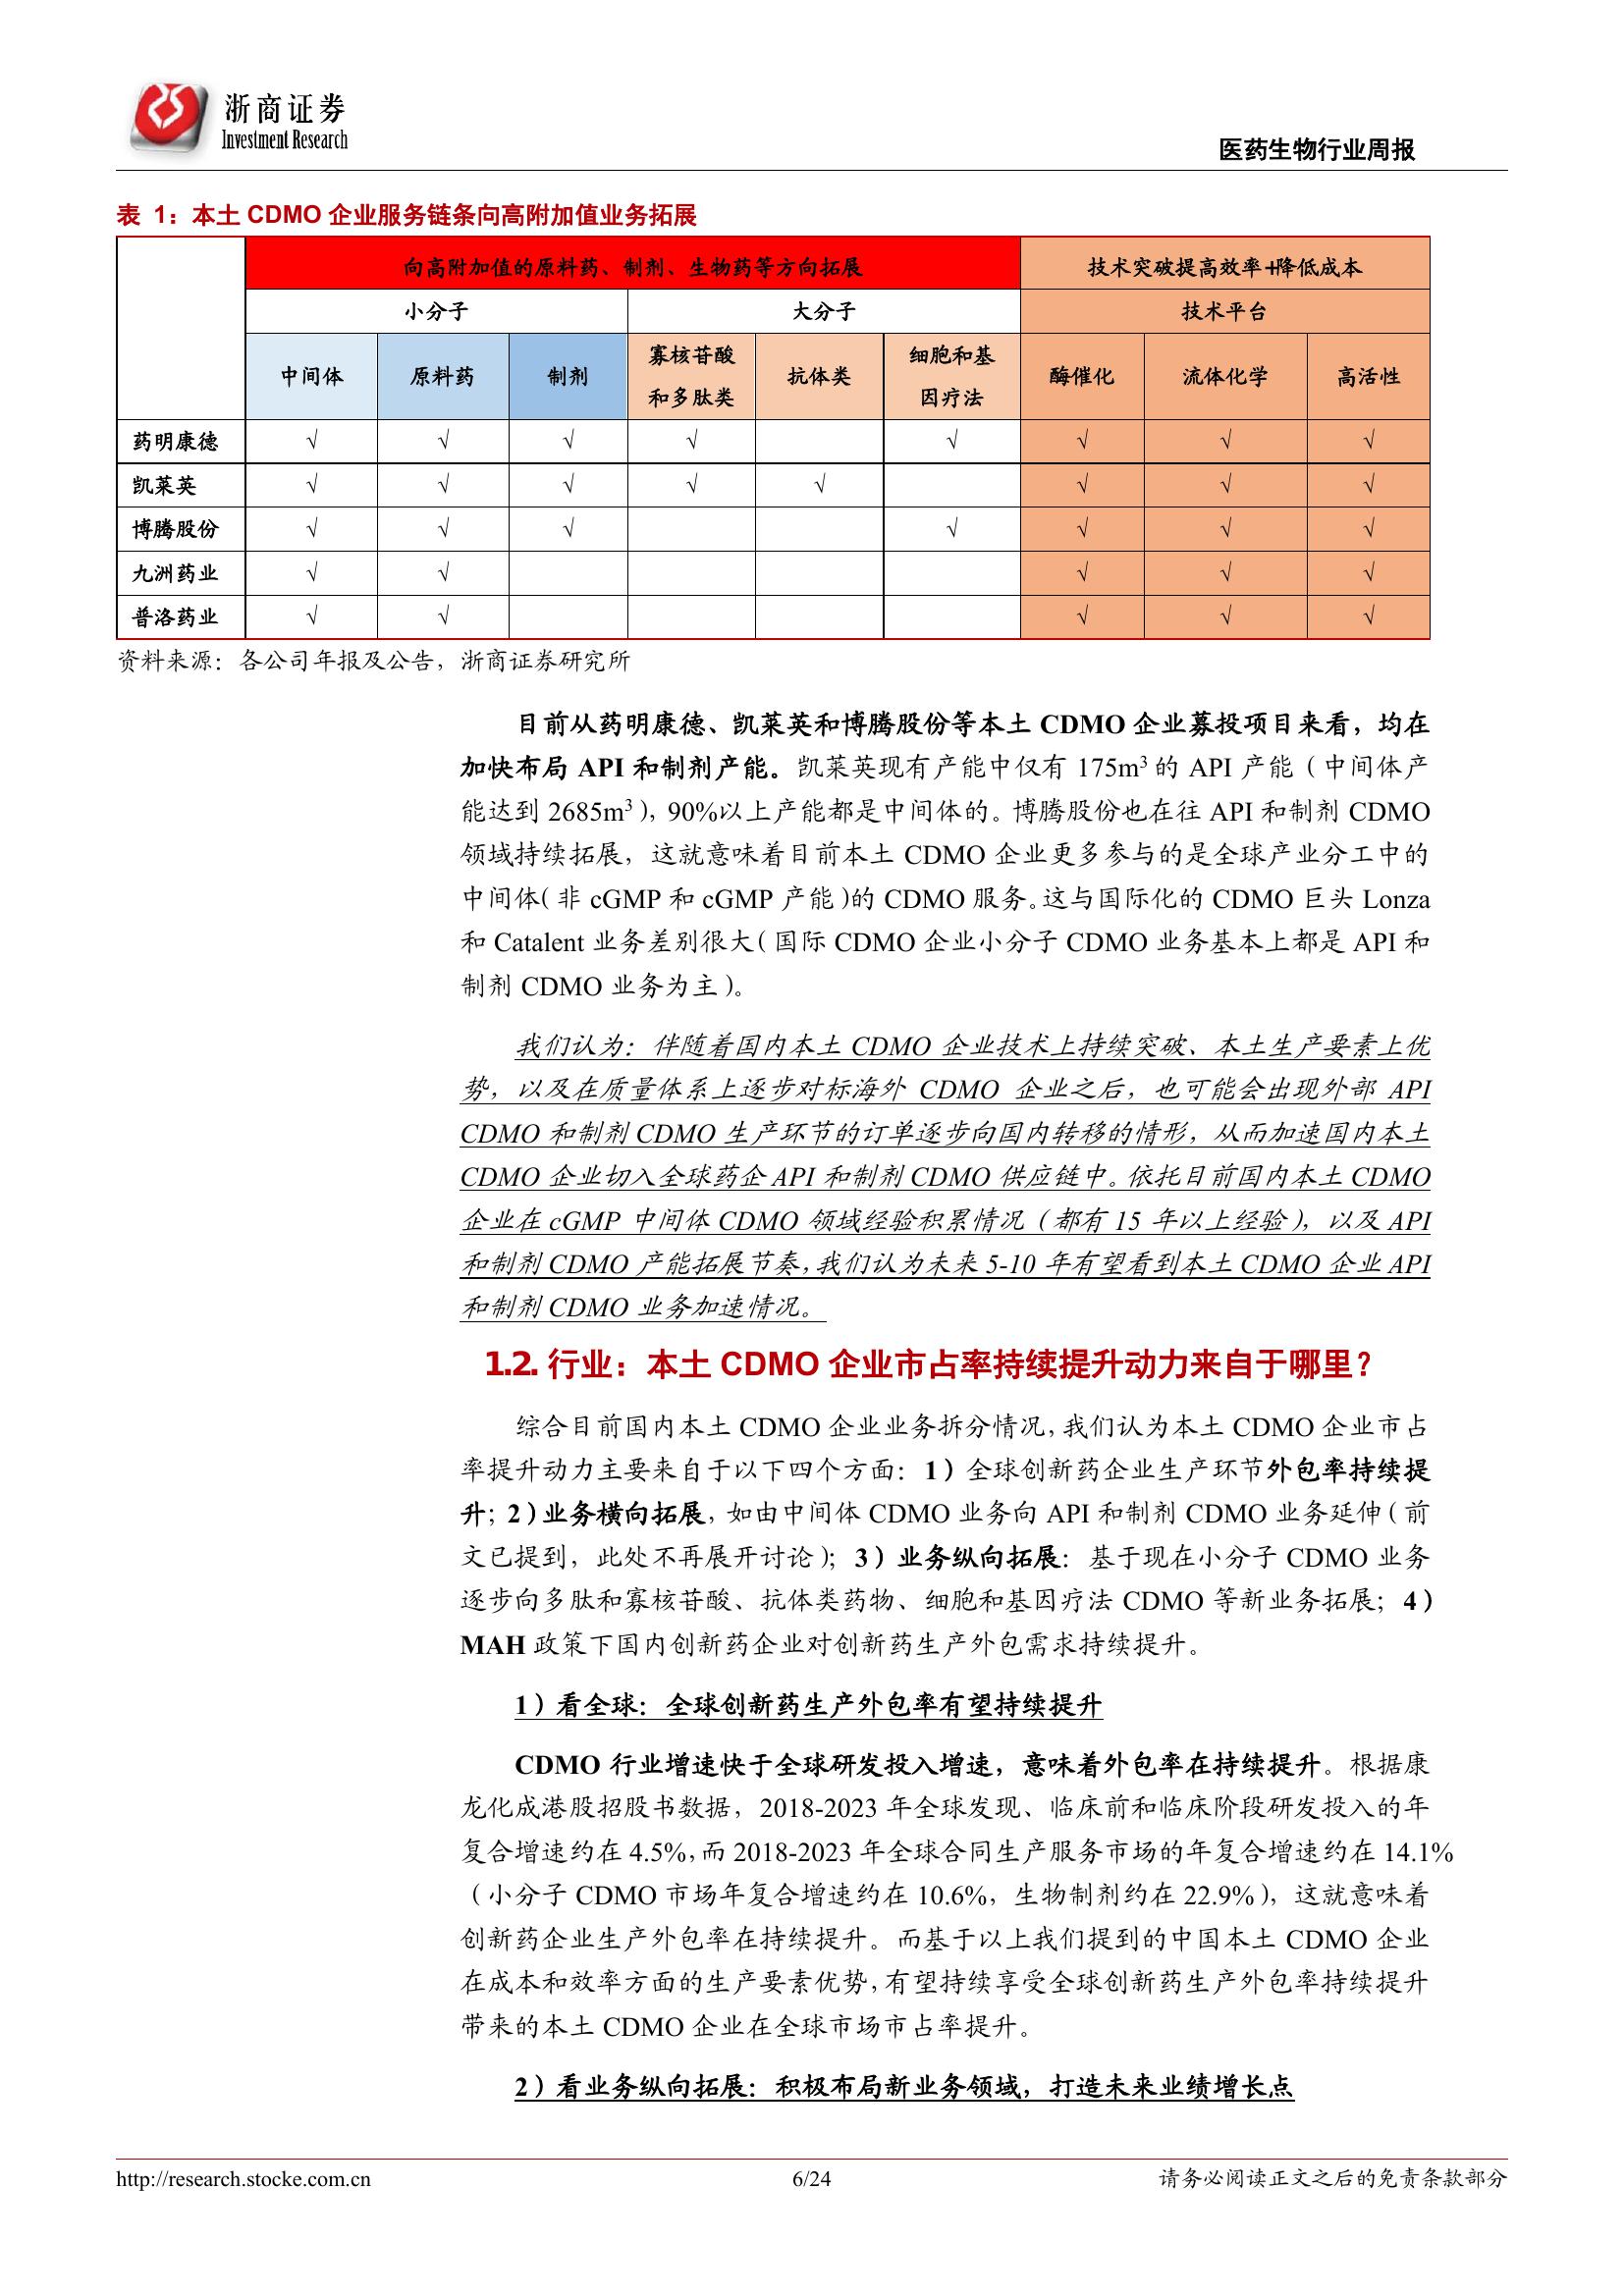 浙商证券
Investment Research
医药生物行业周报
表 1：本土 CDMO 企业服务链条向高附加值业务拓展
向高附加值的原料药、制剂、生物药等方向拓展 技术突破提高效率+降低成本
小分子 大分子 技术平台
中间体 原料药 制剂 寡核苷酸和多肽类 抗体类 细胞和基因疗法 酶催化 流体化学 高活性
药明康德 √ √ √ √ √ √ √ √
凯莱英 √ √ √ √ √ √ √ √
博腾股份 √ √ √ √ √ √ √
九洲药业 √ √ √ √ √
普洛药业 √ √ √ √ √
资料来源：各公司年报及公告，浙商证券研究所
目前从药明康德、凯莱英和博腾股份等本土 CDMO 企业募投项目来看，均在
加快布局 API 和制剂产能。凯莱英现有产能中仅有 175m³ 的 API 产能（中间体产
能达到 2685m³），90%以上产能都是中间体的。博腾股份也在往 API 和制剂 CDMO
领域持续拓展，这就意味着目前本土 CDMO 企业更多参与的是全球产业分工中的
中间体（非 cGMP 和 cGMP 产能）的 CDMO 服务。这与国际化的 CDMO 巨头 Lonza
和 Catalent 业务差别很大（国际 CDMO 企业小分子 CDMO 业务基本上都是 API 和
制剂 CDMO 业务为主）。
我们认为：伴随着国内本土 CDMO 企业技术上持续突破、本土生产要素上优
势，以及在质量体系上逐步对标海外 CDMO 企业之后，也可能会出现外部 API
CDMO 和制剂 CDMO 生产环节的订单逐步向国内转移的情形，从而加速国内本土
CDMO 企业切入全球药企 API 和制剂 CDMO 供应链中。依托目前国内本土 CDMO
企业在 cGMP 中间体 CDMO 领域经验积累情况（都有 15 年以上经验），以及 API
和制剂 CDMO 产能拓展节奏，我们认为未来 5-10 年有望看到本土 CDMO 企业 API
和制剂 CDMO 业务加速情况。
1.2. 行业：本土 CDMO 企业市占率持续提升动力来自于哪里？
综合目前国内本土 CDMO 企业业务拆分情况，我们认为本土 CDMO 企业市占
率提升动力主要来自于以下四个方面：1）全球创新药企业生产环节外包率持续提
升；2）业务横向拓展，如由中间体 CDMO 业务向 API 和制剂 CDMO 业务延伸（前
文已提到，此处不再展开讨论）；3）业务纵向拓展：基于现在小分子 CDMO 业务
逐步向多肽和寡核苷酸、抗体类药物、细胞和基因疗法 CDMO 等新业务拓展；4）
MAH 政策下国内创新药企业对创新药生产外包需求持续提升。
1）看全球：全球创新药生产外包率有望持续提升
CDMO 行业增速快于全球研发投入增速，意味着外包率在持续提升。根据康
龙化成港股招股书数据，2018-2023 年全球发现、临床前和临床阶段研发投入的年
复合增速约在 4.5%，而 2018-2023 年全球合同生产服务市场的年复合增速约在 14.1%
（小分子 CDMO 市场年复合增速约在 10.6%，生物制剂约在 22.9%），这就意味着
创新药企业生产外包率在持续提升。而基于以上我们提到的中国本土 CDMO 企业
在成本和效率方面的生产要素优势，有望持续享受全球创新药生产外包率持续提升
带来的本土 CDMO 企业在全球市场市占率提升。
2）看业务纵向拓展：积极布局新业务领域，打造未来业绩增长点
http://research.stocke.com.cn 6/24 请务必阅读正文之后的免责条款部分